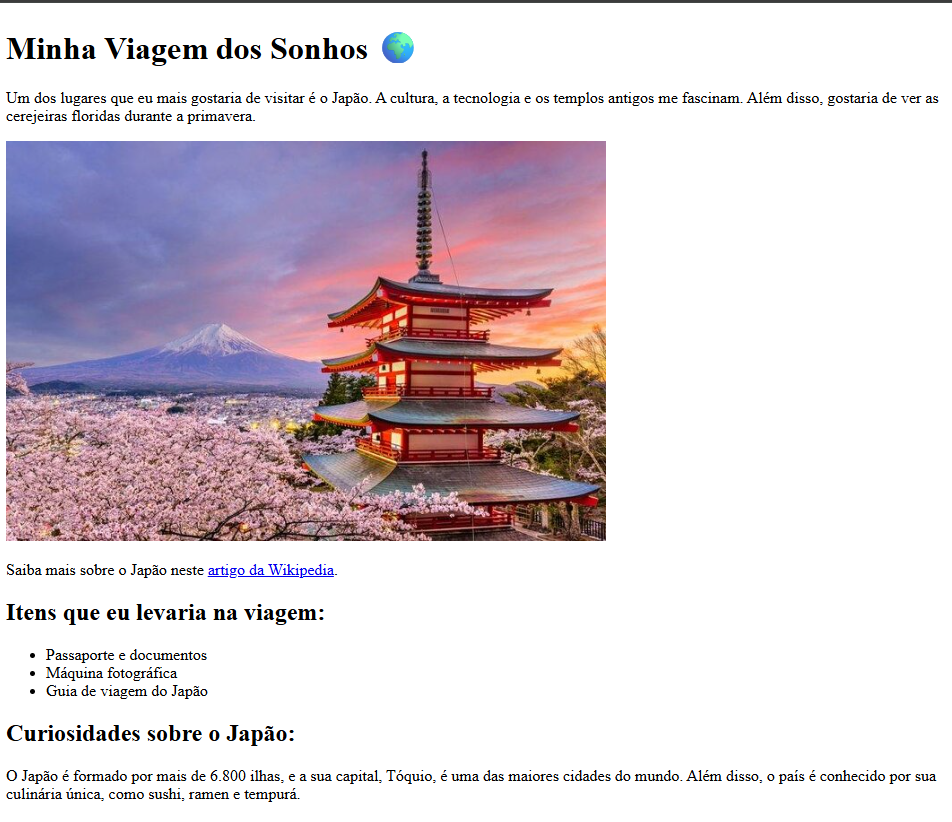 Minha Viagem dos Sonhos 🌍
Um dos lugares que eu mais gostaria de visitar é o Japão. A cultura, a tecnologia e os templos antigos me fascinam. Além disso, gostaria de ver as
cerejeiras floridas durante a primavera.
Saiba mais sobre o Japão neste artigo da Wikipedia.
Itens que eu levaria na viagem:
• Passaporte e documentos
• Máquina fotográfica
• Guia de viagem do Japão
Curiosidades sobre o Japão:
O Japão é formado por mais de 6.800 ilhas, e a sua capital, Tóquio, é uma das maiores cidades do mundo. Além disso, o país é conhecido por sua
culinária única, como sushi, ramen e tempurá.